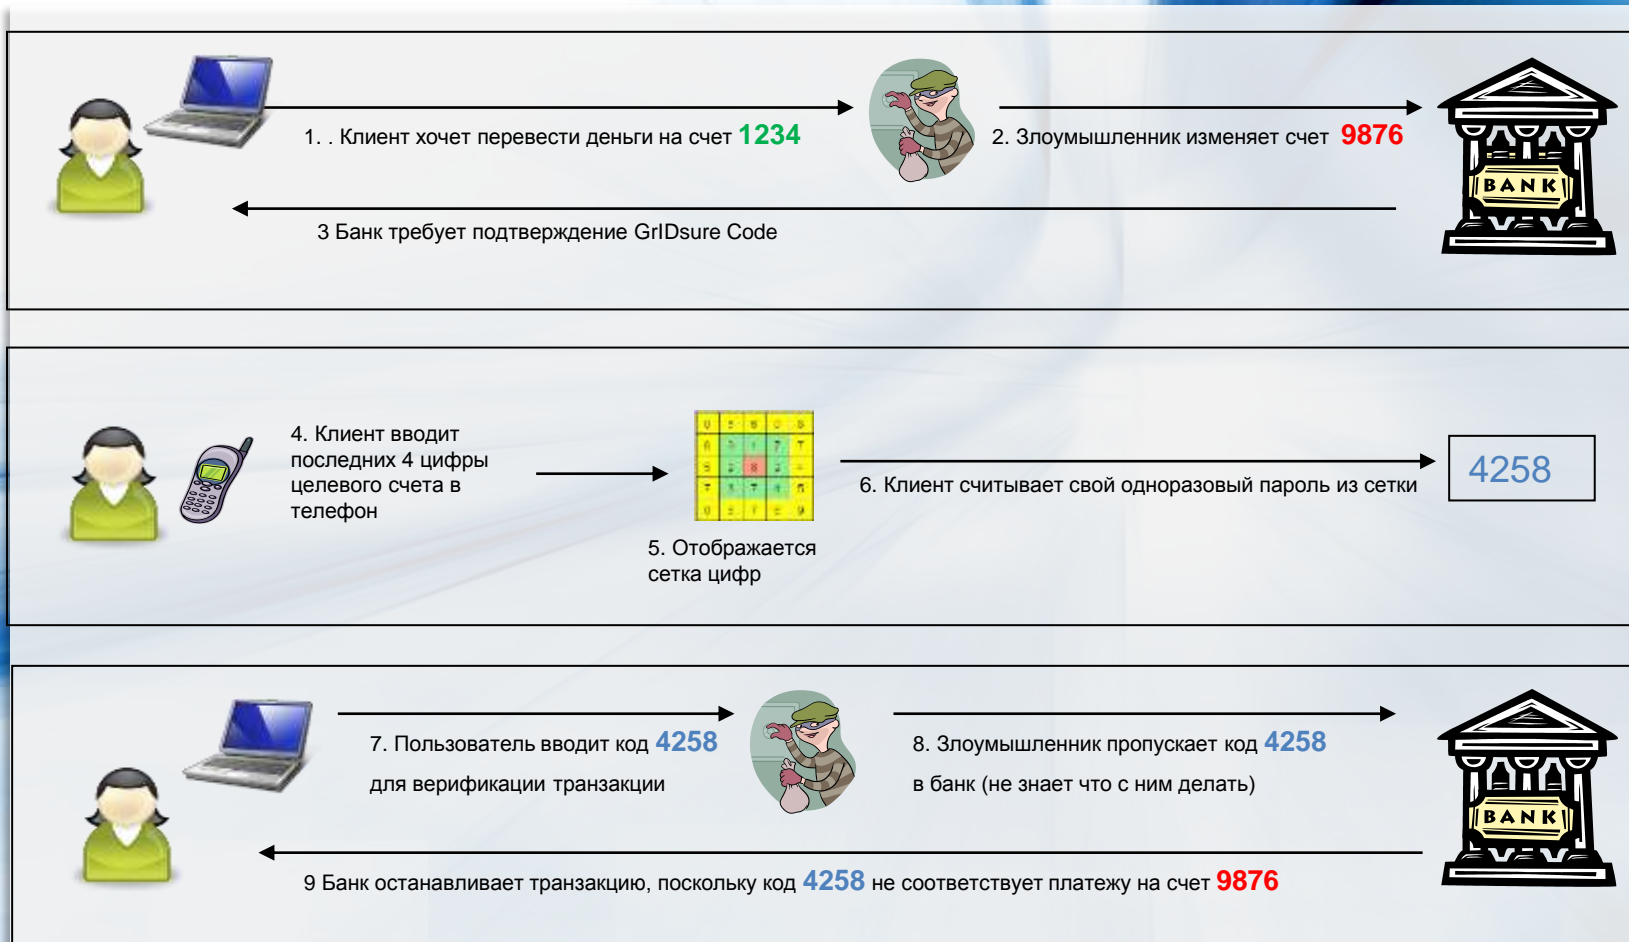 1. . Клиент хочет перевести деньги на счет 1234
2. Злоумышленник изменяет счет 9876
BANK
3 Банк требует подтверждение GrIDsure Code
4. Клиент вводит
последних 4 цифры
целевого счета в
телефон
5. Отображается
сетка цифр
6. Клиент считывает свой одноразовый пароль из сетки
4258
7. Пользователь вводит код 4258
для верификации транзакции
8. Злоумышленник пропускает код 4258
в банк (не знает что с ним делать)
BANK
9 Банк останавливает транзакцию, поскольку код 4258 не соответствует платежу на счет 9876